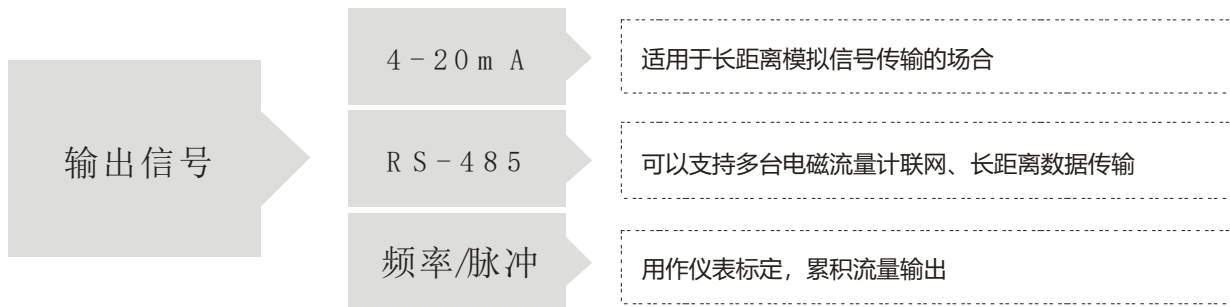 输出信号
4-20mA
适用于长距离模拟信号传输的场合
RS-485
可以支持多台电磁流量计联网、长距离数据传输
频率/脉冲
用作仪表标定，累积流量输出